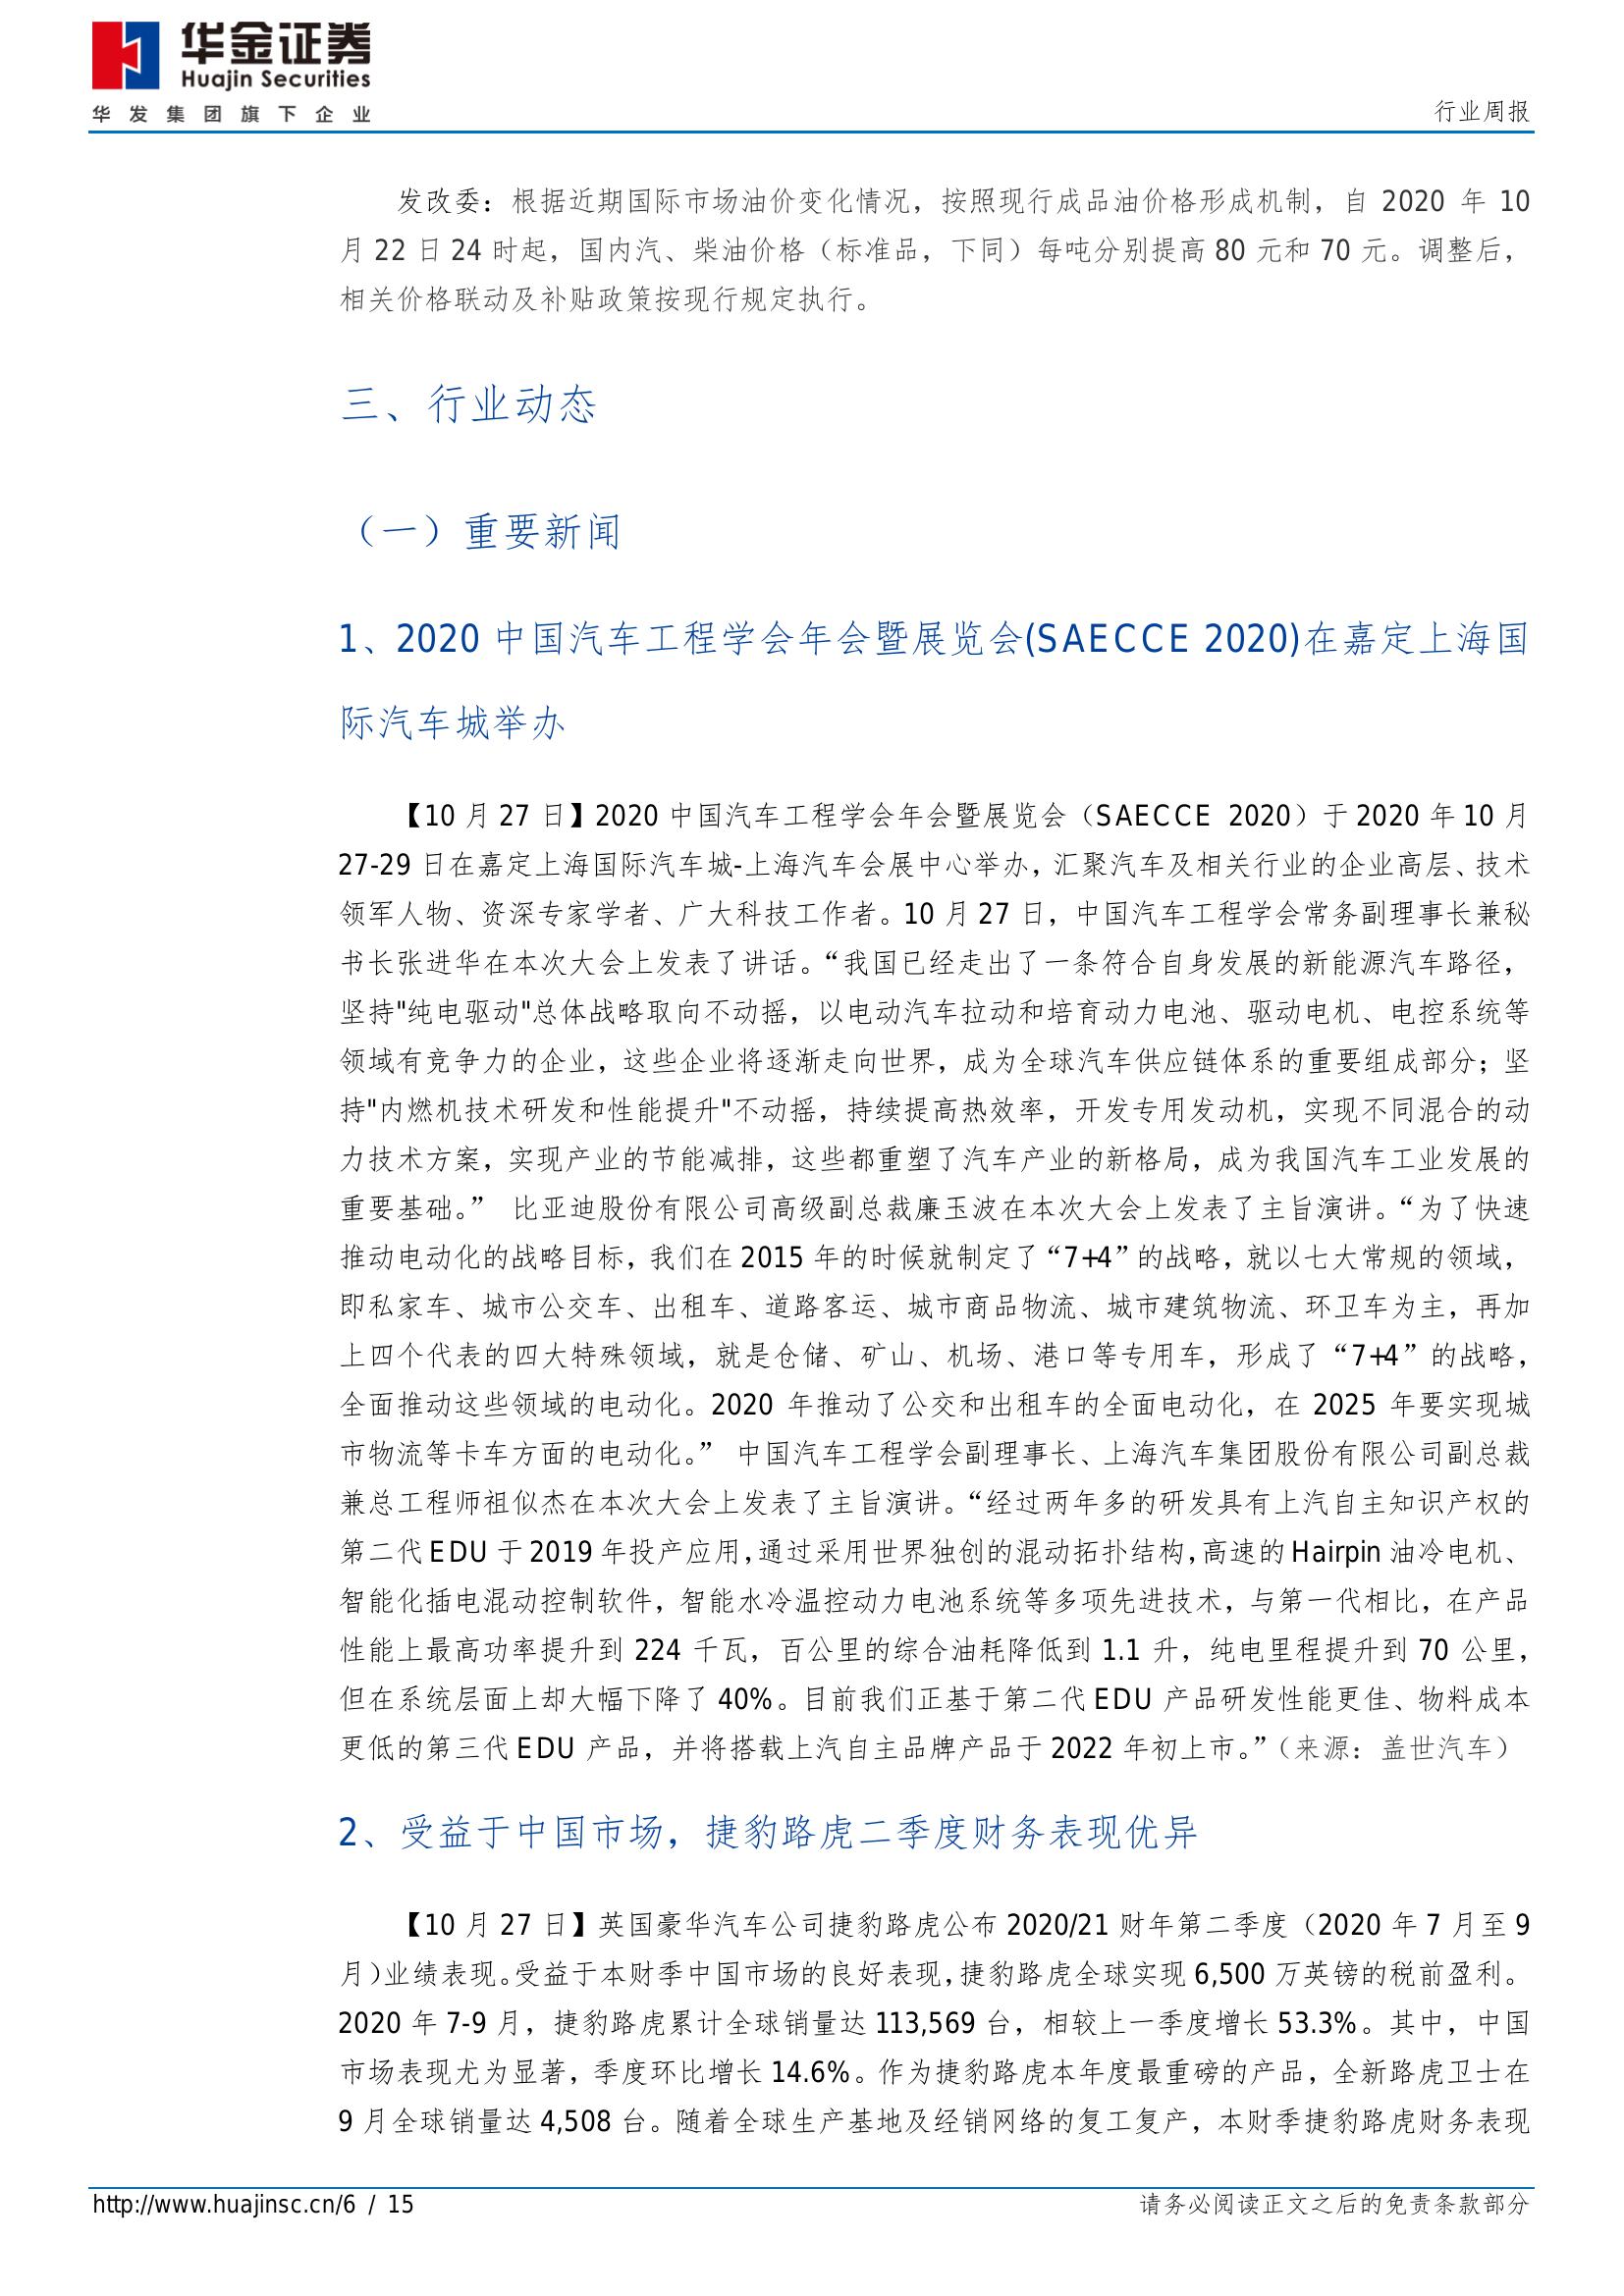 华金证券
Huajin Securities
华发集团旗下企业
行业周报
发改委：根据近期国际市场油价变化情况，按照现行成品油价格形成机制，自 2020 年 10
月 22 日 24 时起，国内汽、柴油价格（标准品，下同）每吨分别提高 80 元和 70 元。调整后，
相关价格联动及补贴政策按现行规定执行。
三、行业动态
（一）重要新闻
1、2020 中国汽车工程学会年会暨展览会(SAECCE 2020)在嘉定上海国
际汽车城举办
【10 月 27 日】2020 中国汽车工程学会年会暨展览会（SAECCE 2020）于 2020 年 10 月
27-29 日在嘉定上海国际汽车城-上海汽车会展中心举办，汇聚汽车及相关行业的企业高层、技术
领军人物、资深专家学者、广大科技工作者。10 月 27 日，中国汽车工程学会常务副理事长兼秘
书长张进华在本次大会上发表了讲话。“我国已经走出了一条符合自身发展的新能源汽车路径，
坚持"纯电驱动"总体战略取向不动摇，以电动汽车拉动和培育动力电池、驱动电机、电控系统等
领域有竞争力的企业，这些企业将逐渐走向世界，成为全球汽车供应链体系的重要组成部分；坚
持"内燃机技术研发和性能提升"不动摇，持续提高热效率，开发专用发动机，实现不同混合的动
力技术方案，实现产业的节能减排，这些都重塑了汽车产业的新格局，成为我国汽车工业发展的
重要基础。” 比亚迪股份有限公司高级副总裁廉玉波在本次大会上发表了主旨演讲。“为了快速
推动电动化的战略目标，我们在 2015 年的时候就制定了“7+4”的战略，就以七大常规的领域，
即私家车、城市公交车、出租车、道路客运、城市商品物流、城市建筑物流、环卫车为主，再加
上四个代表的四大特殊领域，就是仓储、矿山、机场、港口等专用车，形成了“7+4”的战略，
全面推动这些领域的电动化。2020 年推动了公交和出租车的全面电动化，在 2025 年要实现城
市物流等卡车方面的电动化。” 中国汽车工程学会副理事长、上海汽车集团股份有限公司副总裁
兼总工程师祖似杰在本次大会上发表了主旨演讲。“经过两年多的研发具有上汽自主知识产权的
第二代 EDU 于 2019 年投产应用，通过采用世界独创的混动拓扑结构，高速的 Hairpin 油冷电机、
智能化插电混动控制软件，智能水冷温控动力电池系统等多项先进技术，与第一代相比，在产品
性能上最高功率提升到 224 千瓦，百公里的综合油耗降低到 1.1 升，纯电里程提升到 70 公里，
但在系统层面上却大幅下降了 40%。目前我们正基于第二代 EDU 产品研发性能更佳、物料成本
更低的第三代 EDU 产品，并将搭载上汽自主品牌产品于 2022 年初上市。”（来源：盖世汽车）
2、受益于中国市场，捷豹路虎二季度财务表现优异
【10 月 27 日】英国豪华汽车公司捷豹路虎公布 2020/21 财年第二季度（2020 年 7 月至 9
月）业绩表现。受益于本财季中国市场的良好表现，捷豹路虎全球实现 6,500 万英镑的税前盈利。
2020 年 7-9 月，捷豹路虎累计全球销量达 113,569 台，相较上一季度增长 53.3%。其中，中国
市场表现尤为显著，季度环比增长 14.6%。作为捷豹路虎本年度最重磅的产品，全新路虎卫士在
9 月全球销量达 4,508 台。随着全球生产基地及经销网络的复工复产，本财季捷豹路虎财务表现
http://www.huajinsc.cn/6 / 15
请务必阅读正文之后的免责条款部分